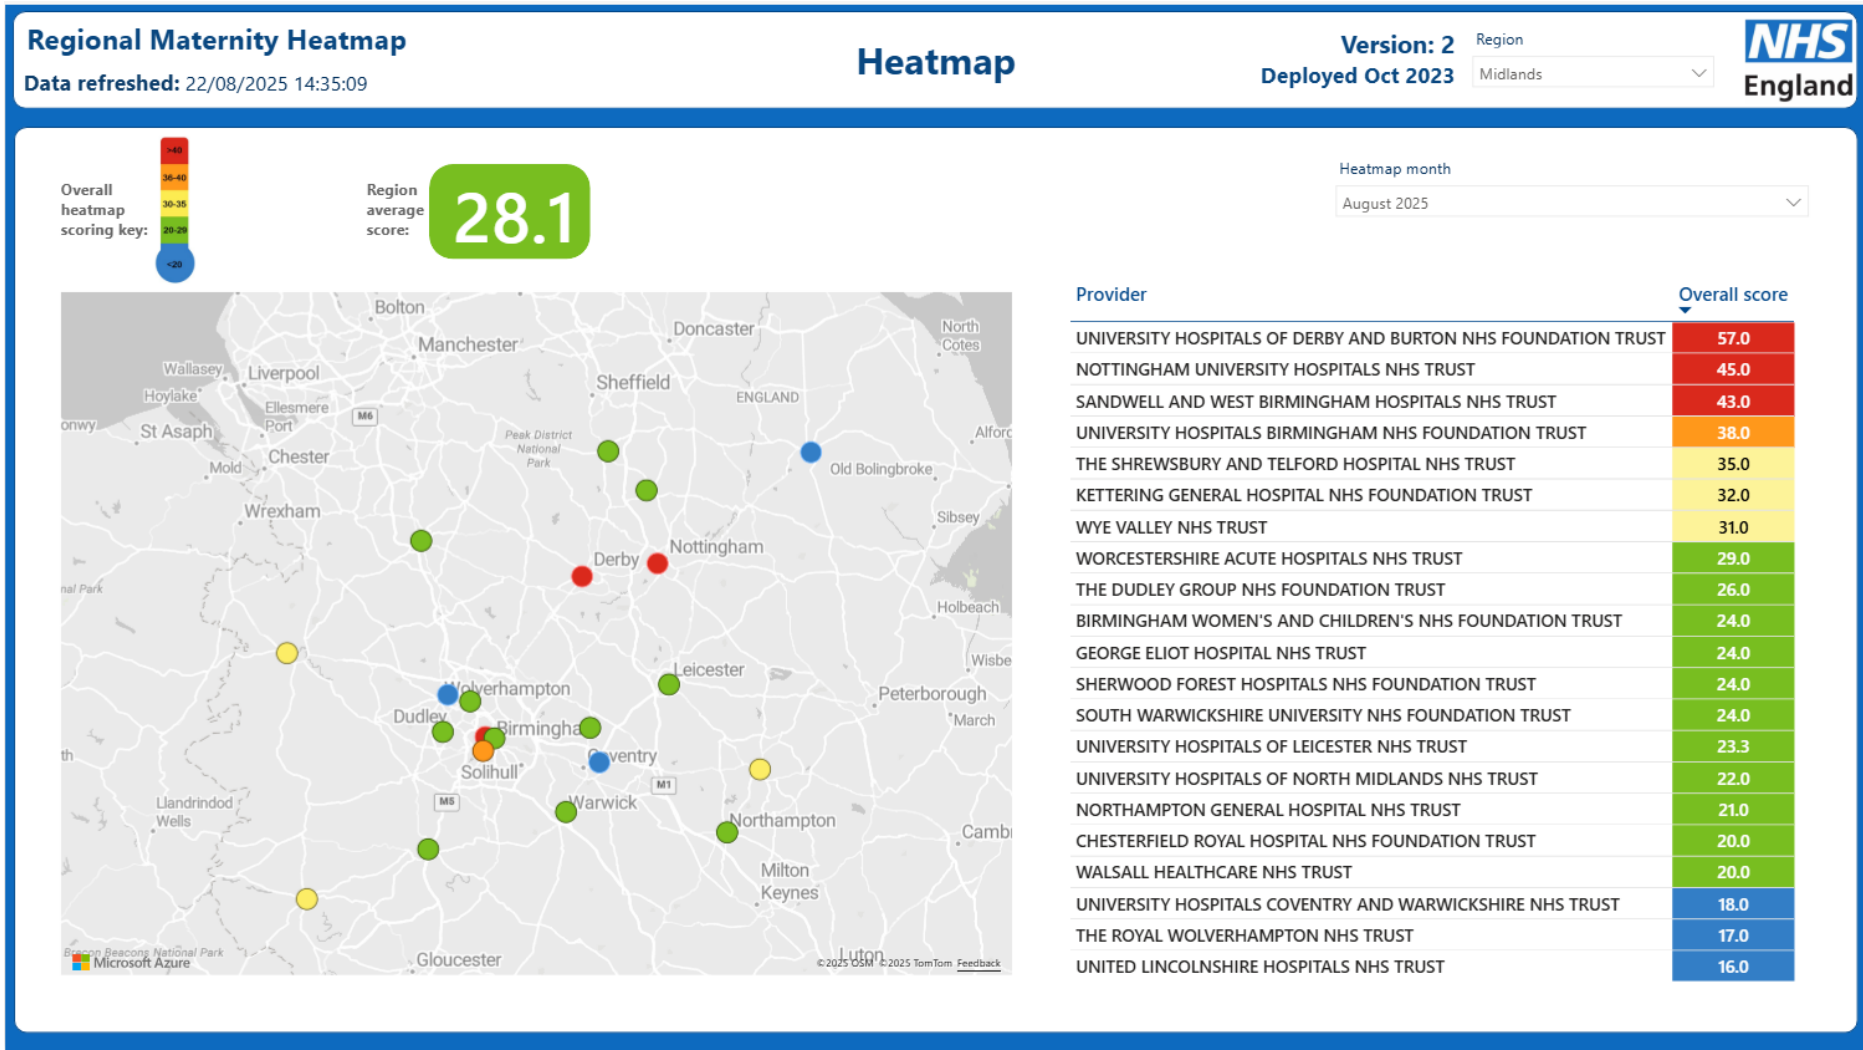 Regional Maternity Heatmap
Data refreshed: 22/08/2025 14:35:09
Heatmap
Version: 2
Deployed Oct 2023
Region
Midlands
NHS
England
Overall
heatmap
scoring key:
>40
36-40
30-35
20-29
<20
Region
average
score:
28.1
Heatmap month
August 2025
Bolton
Doncaster
North
Cotes
Manchester
Wallasey
Liverpool
Sheffield
Hoylake
Ellesmere
Port
M6
ENGLAND
onwy
St Asaph
Peak District
National
Park
Alford
Chester
Mold
Old Bolingbroke
Wrexham
Sibsey
Nottingham
Derby
nal Park
Holbeach
Wisbe
Leicester
Wolverhampton
Peterborough
Dudley
Birmingha
March
th
Coventry
Solihull
M1
M5
Warwick
Llandrindod
Wells
Northampton
Cambr
Milton
Keynes
Brecon Beacons National Park
Microsoft Azure
Gloucester
Luton
©2025 OSM ©2025 TomTom Feedback
Provider Overall score
UNIVERSITY HOSPITALS OF DERBY AND BURTON NHS FOUNDATION TRUST 57.0
NOTTINGHAM UNIVERSITY HOSPITALS NHS TRUST 45.0
SANDWELL AND WEST BIRMINGHAM HOSPITALS NHS TRUST 43.0
UNIVERSITY HOSPITALS BIRMINGHAM NHS FOUNDATION TRUST 38.0
THE SHREWSBURY AND TELFORD HOSPITAL NHS TRUST 35.0
KETTERING GENERAL HOSPITAL NHS FOUNDATION TRUST 32.0
WYE VALLEY NHS TRUST 31.0
WORCESTERSHIRE ACUTE HOSPITALS NHS TRUST 29.0
THE DUDLEY GROUP NHS FOUNDATION TRUST 26.0
BIRMINGHAM WOMEN'S AND CHILDREN'S NHS FOUNDATION TRUST 24.0
GEORGE ELIOT HOSPITAL NHS TRUST 24.0
SHERWOOD FOREST HOSPITALS NHS FOUNDATION TRUST 24.0
SOUTH WARWICKSHIRE UNIVERSITY NHS FOUNDATION TRUST 24.0
UNIVERSITY HOSPITALS OF LEICESTER NHS TRUST 23.3
UNIVERSITY HOSPITALS OF NORTH MIDLANDS NHS TRUST 22.0
NORTHAMPTON GENERAL HOSPITAL NHS TRUST 21.0
CHESTERFIELD ROYAL HOSPITAL NHS FOUNDATION TRUST 20.0
WALSALL HEALTHCARE NHS TRUST 20.0
UNIVERSITY HOSPITALS COVENTRY AND WARWICKSHIRE NHS TRUST 18.0
THE ROYAL WOLVERHAMPTON NHS TRUST 17.0
UNITED LINCOLNSHIRE HOSPITALS NHS TRUST 16.0